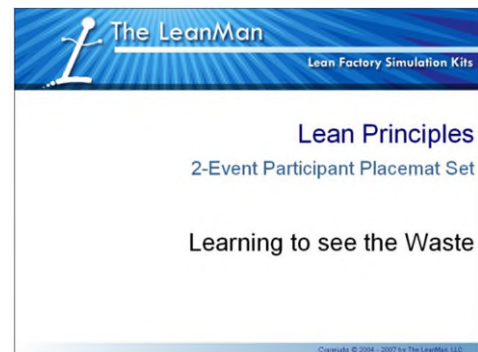 The LeanMan
Lean Factory Simulation Kits
Lean Principles
2-Event Participant Placemat Set
Learning to see the Waste
Copyright © 2004 - 2007 by The LeanMan, LLC